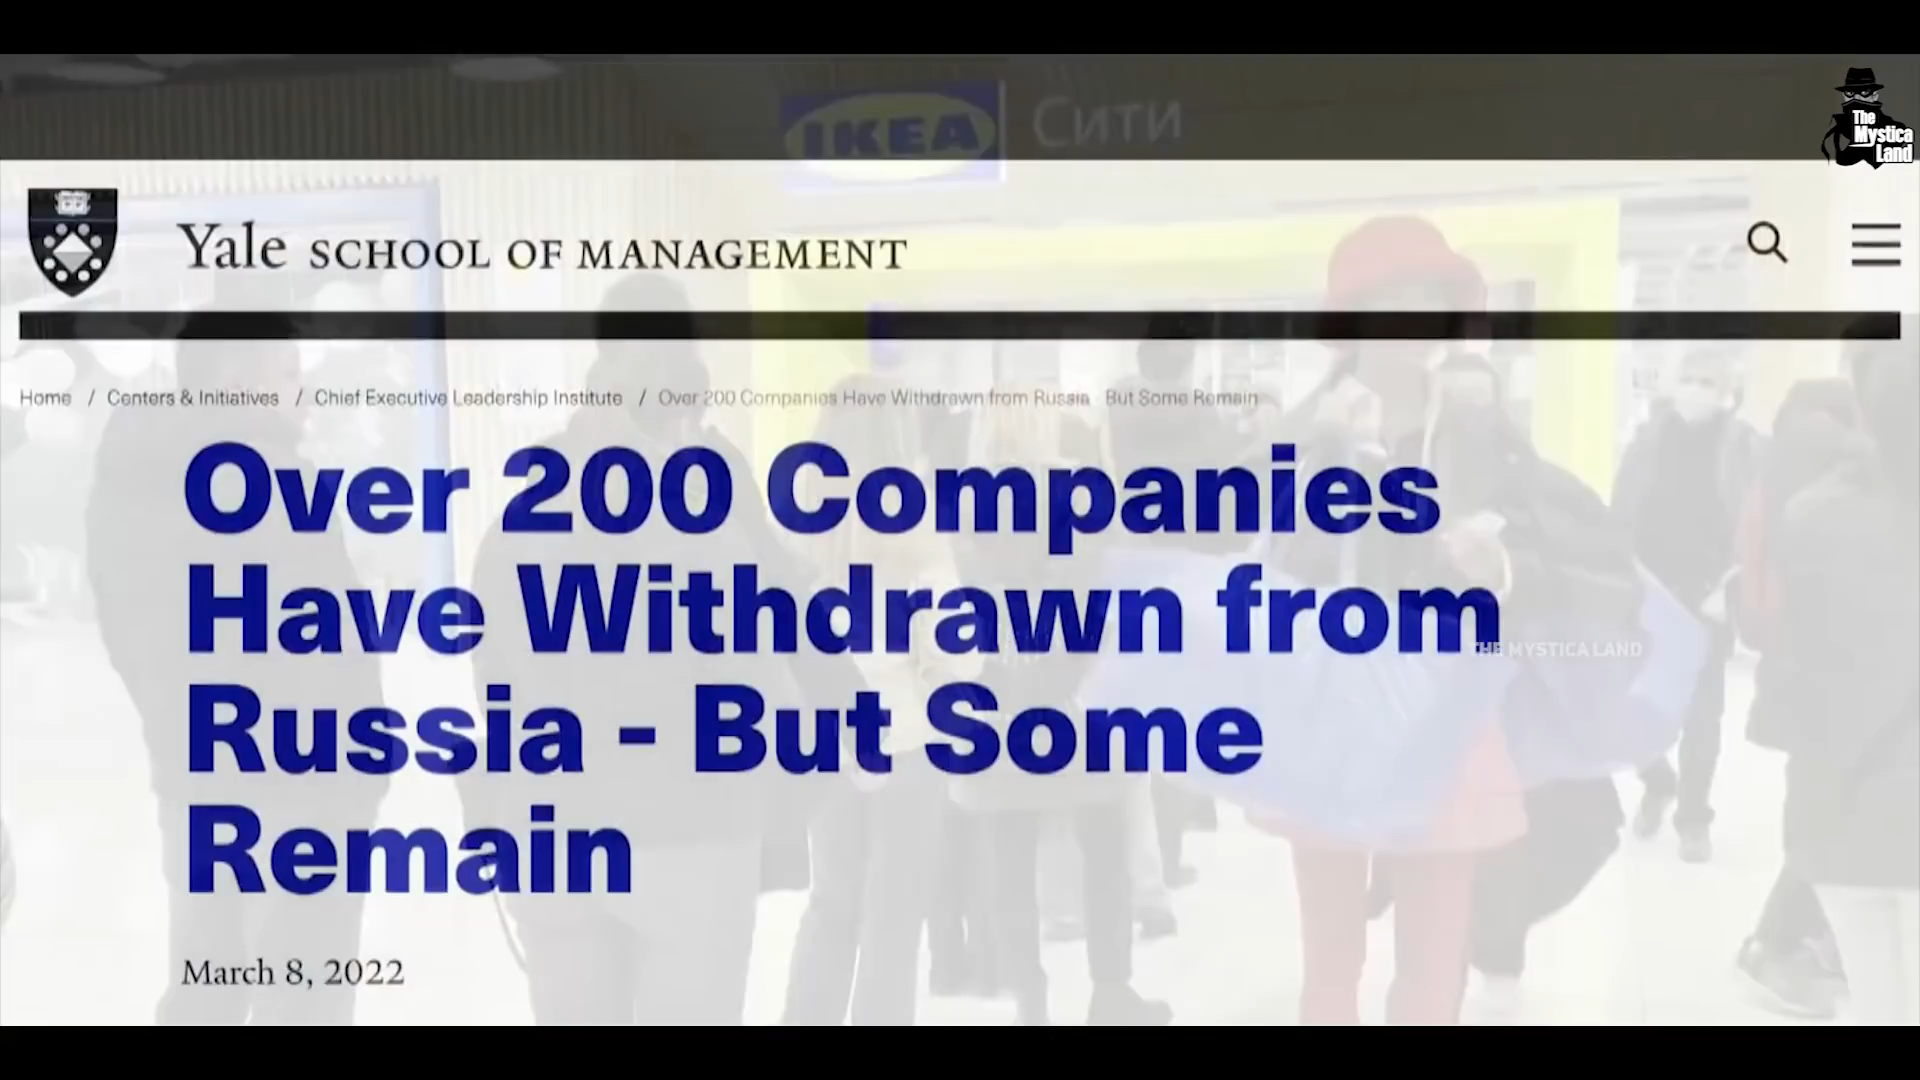 IKEA Сити
The
Mystica
Land
Yale SCHOOL OF MANAGEMENT
Home / Centers & Initiatives / Chief Executive Leadership Institute / Over 200 Companies Have Withdrawn from Russia - But Some Remain
Over 200 Companies
Have Withdrawn from
Russia - But Some
Remain
THE MYSTICA LAND
March 8, 2022